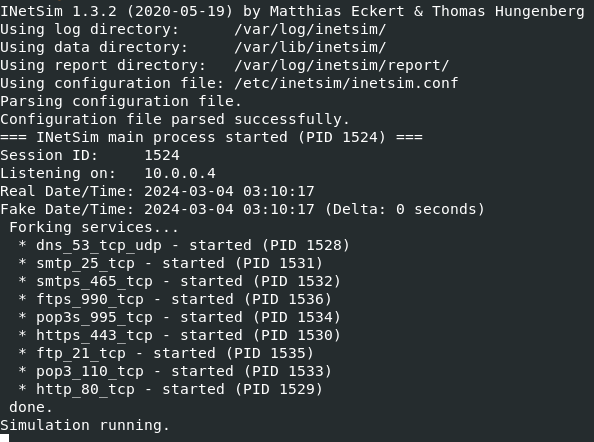 INetSim 1.3.2 (2020-05-19) by Matthias Eckert & Thomas Hungenberg
Using log directory:      /var/log/inetsim/
Using data directory:     /var/lib/inetsim/
Using report directory:   /var/log/inetsim/report/
Using configuration file: /etc/inetsim/inetsim.conf
Parsing configuration file.
Configuration file parsed successfully.
=== INetSim main process started (PID 1524) ===
Session ID:     1524
Listening on:   10.0.0.4
Real Date/Time: 2024-03-04 03:10:17
Fake Date/Time: 2024-03-04 03:10:17 (Delta: 0 seconds)
 Forking services...
  * dns_53_tcp_udp - started (PID 1528)
  * smtp_25_tcp - started (PID 1531)
  * smtps_465_tcp - started (PID 1532)
  * ftps_990_tcp - started (PID 1536)
  * pop3s_995_tcp - started (PID 1534)
  * https_443_tcp - started (PID 1530)
  * ftp_21_tcp - started (PID 1535)
  * pop3_110_tcp - started (PID 1533)
  * http_80_tcp - started (PID 1529)
 done.
Simulation running.